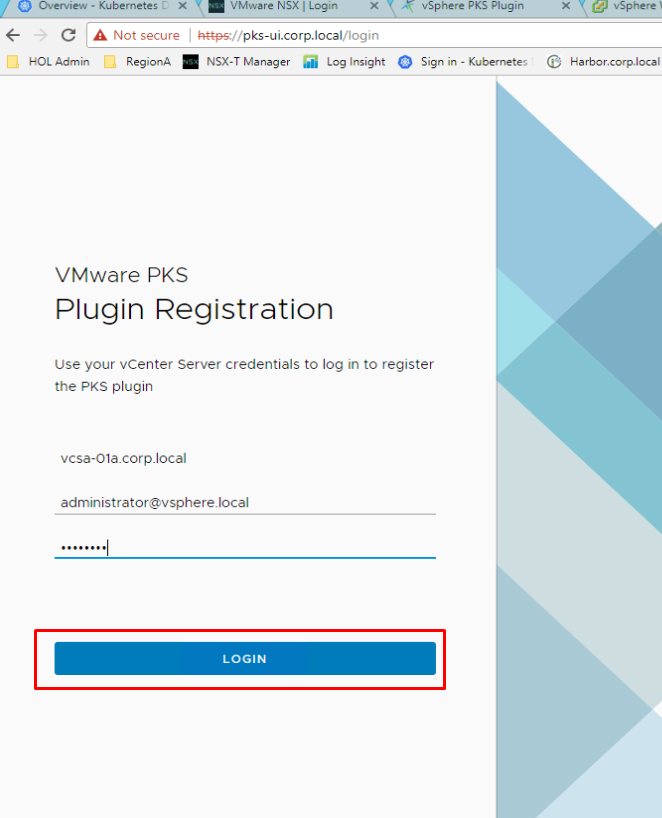 Overview - Kubernetes D
VMware NSX | Login
vSphere PKS Plugin
vSphere
Not secure
https://pks-ui.corp.local/login
HOL Admin
RegionA
NSX
NSX-T Manager
Log Insight
Sign in - Kubernetes
Harbor.corp.local
VMware PKS
Plugin Registration
Use your vCenter Server credentials to log in to register
the PKS plugin
vcsa-01a.corp.local
administrator@vsphere.local
••••••••
LOGIN